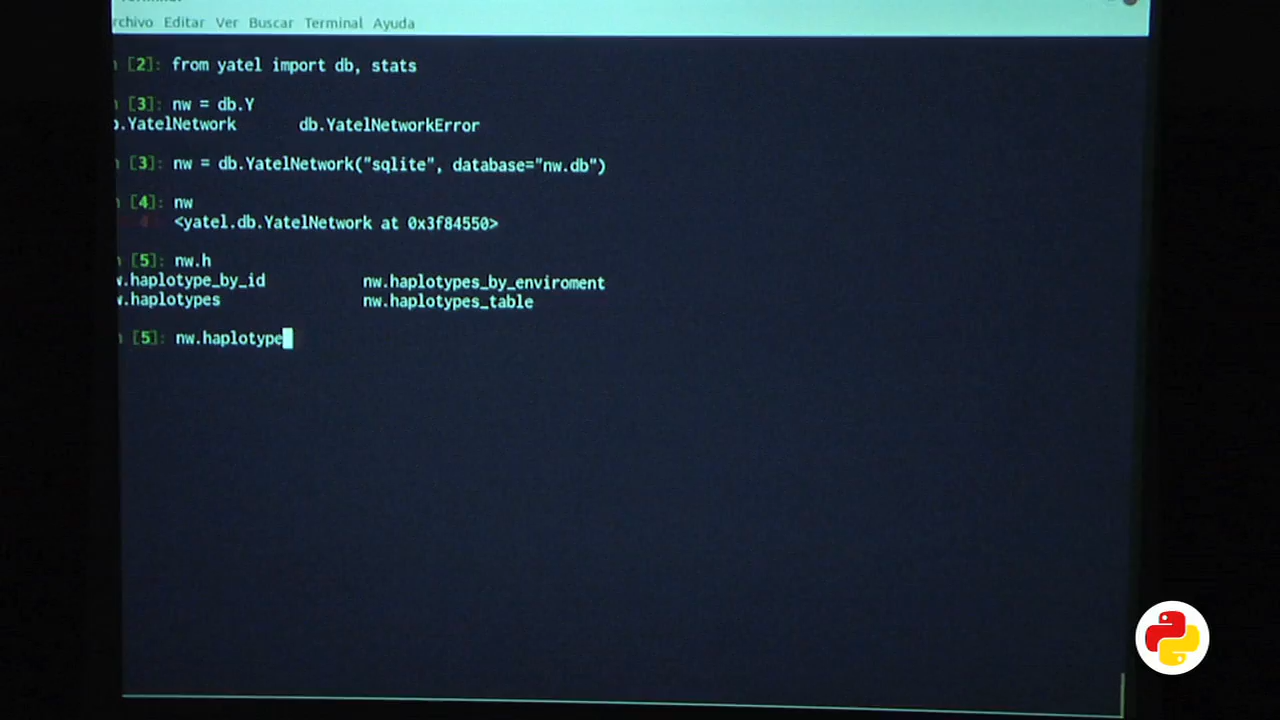 rchivo Editar Ver Buscar Terminal Ayuda
[2]: from yatel import db, stats
[3]: nw = db.Y
.YatelNetwork db.YatelNetworkError
[3]: nw = db.YatelNetwork("sqlite", database="nw.db")
[4]: nw
<yatel.db.YatelNetwork at 0x3f84550>
[5]: nw.h
.haplotype_by_id nw.haplotypes_by_enviroment
.haplotypes nw.haplotypes_table
[5]: nw.haplotype